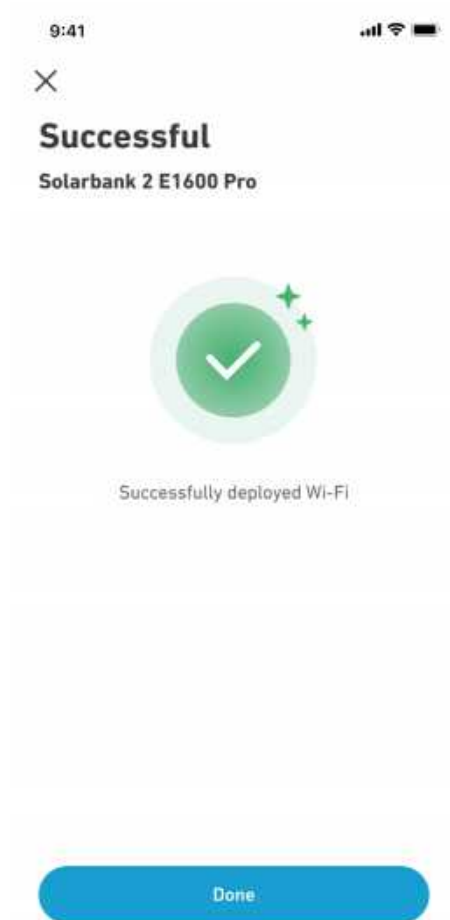 9:41
Successful
Solarbank 2 E1600 Pro
Successfully deployed Wi-Fi
Done